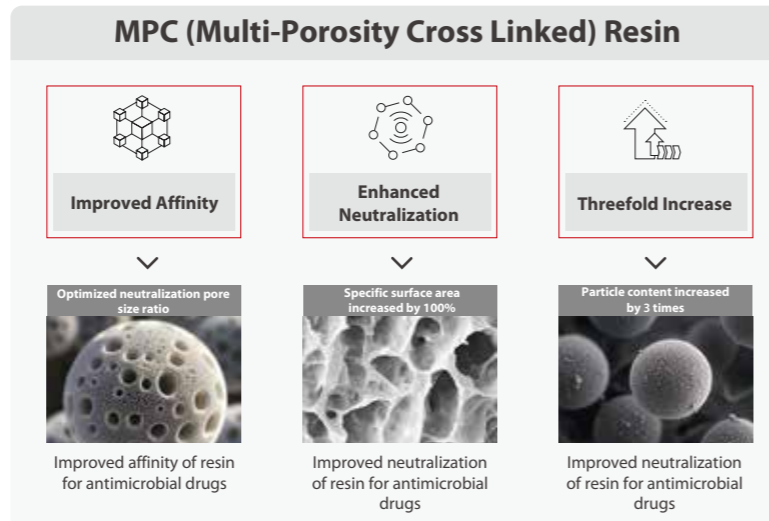 MPC (Multi-Porosity Cross Linked) Resin
Improved Affinity
Enhanced
Neutralization
Threefold Increase
Optimized neutralization pore
size ratio
Specific surface area
increased by 100%
Particle content increased
by 3 times
Improved affinity of resin
for antimicrobial drugs
Improved neutralization
of resin for antimicrobial
drugs
Improved neutralization
of resin for antimicrobial
drugs